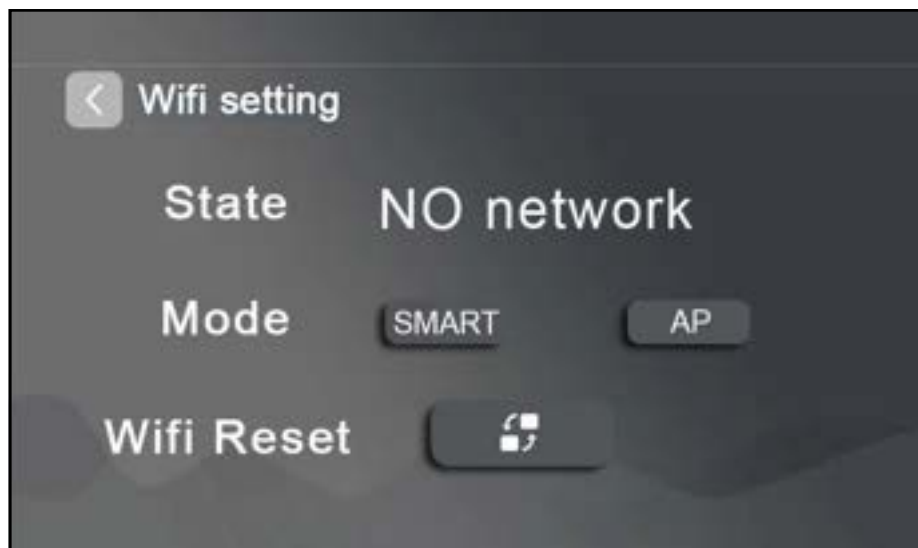 Wifi setting
State NO network
Mode SMART AP
Wifi Reset